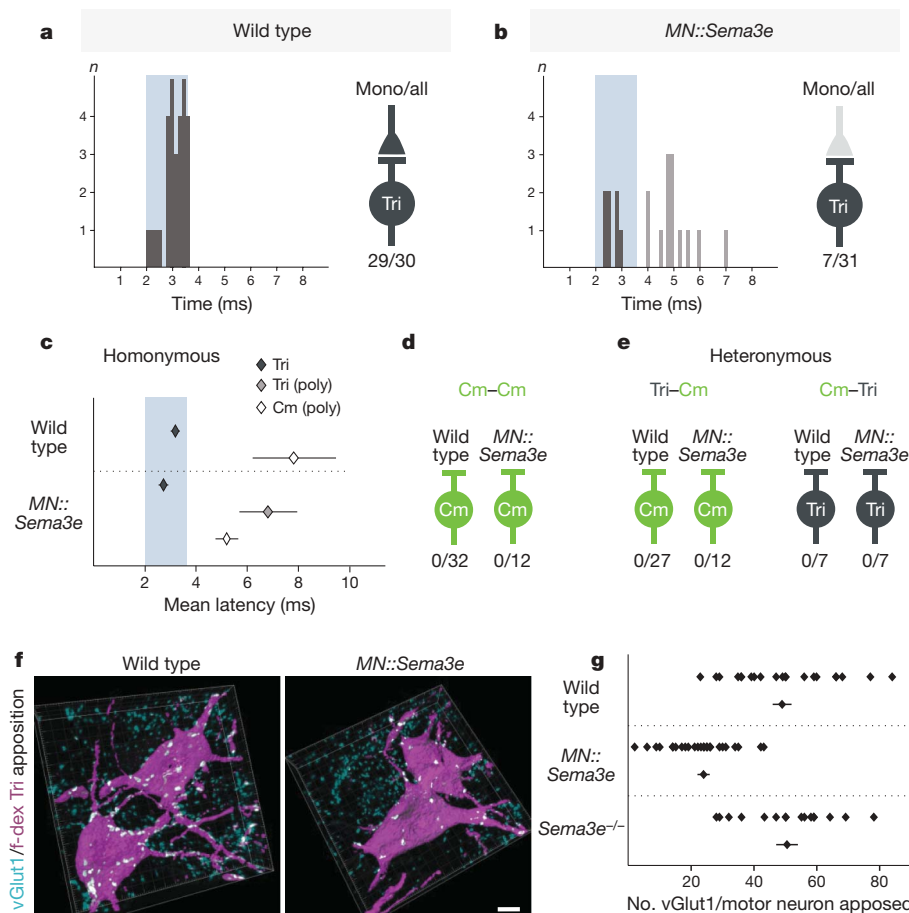 a
Wild type
n
4
3
2
1
1 2 3 4 5 6 7 8
Time (ms)
Mono/all
Tri
29/30
b
MN::Sema3e
n
4
3
2
1
1 2 3 4 5 6 7 8
Time (ms)
Mono/all
Tri
7/31
c
Homonymous
Tri
Tri (poly)
Cm (poly)
Wild
type
MN::
Sema3e
2 4 6 8 10
Mean latency (ms)
d
Cm–Cm
Wild
type
MN::
Sema3e
Cm
Cm
0/32
0/12
e
Heteronymous
Tri–Cm
Wild
type
MN::
Sema3e
Cm
Cm
0/27
0/12
Cm–Tri
Wild
type
MN::
Sema3e
Tri
Tri
0/7
0/7
f
Wild type
MN::Sema3e
vGlut1/f-dex Tri apposition
g
Wild
type
MN::
Sema3e
Sema3e−/−
20 40 60 80
No. vGlut1/motor neuron apposed